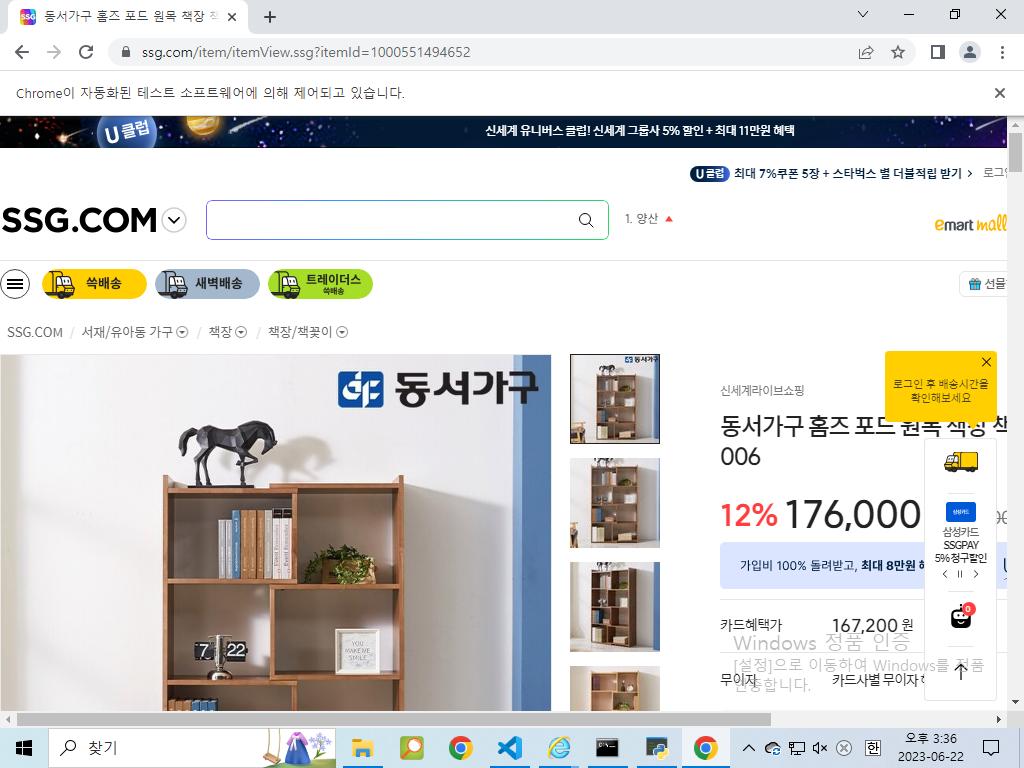 동서가구 홈즈 포드 원목 책장 책
ssg.com/item/itemView.ssg?itemId=1000551494652
Chrome이 자동화된 테스트 소프트웨어에 의해 제어되고 있습니다.
U클럽
신세계 유니버스 클럽! 신세계 그룹사 5% 할인 + 최대 11만원 혜택
U클럽 최대 7%쿠폰 5장 + 스타벅스 별 더블적립 받기 > 로그인
SSG.COM
1. 양산
emart mall
쓱배송
새벽배송
트레이더스
쓱배송
선물
SSG.COM / 서재/유아동 가구 / 책장 / 책장/책꽂이
동서가구
동서가구
로그인 후 배송시간을
확인해보세요
신세계라이브쇼핑
동서가구 홈즈 포드 원목 책장 책
006
12% 176,000
삼성카드
삼성카드
SSGPAY
5% 청구할인
가입비 100% 돌려받고, 최대 8만원 혜
7 22
YOU
MAKE ME
SMILE
0
카드혜택가 167,200 원
Windows 정품 인증
[설정]으로 이동하여 Windows를 정품
인증합니다.
무이자 카드사별 무이자
찾기
오후 3:36
2023-06-22
한